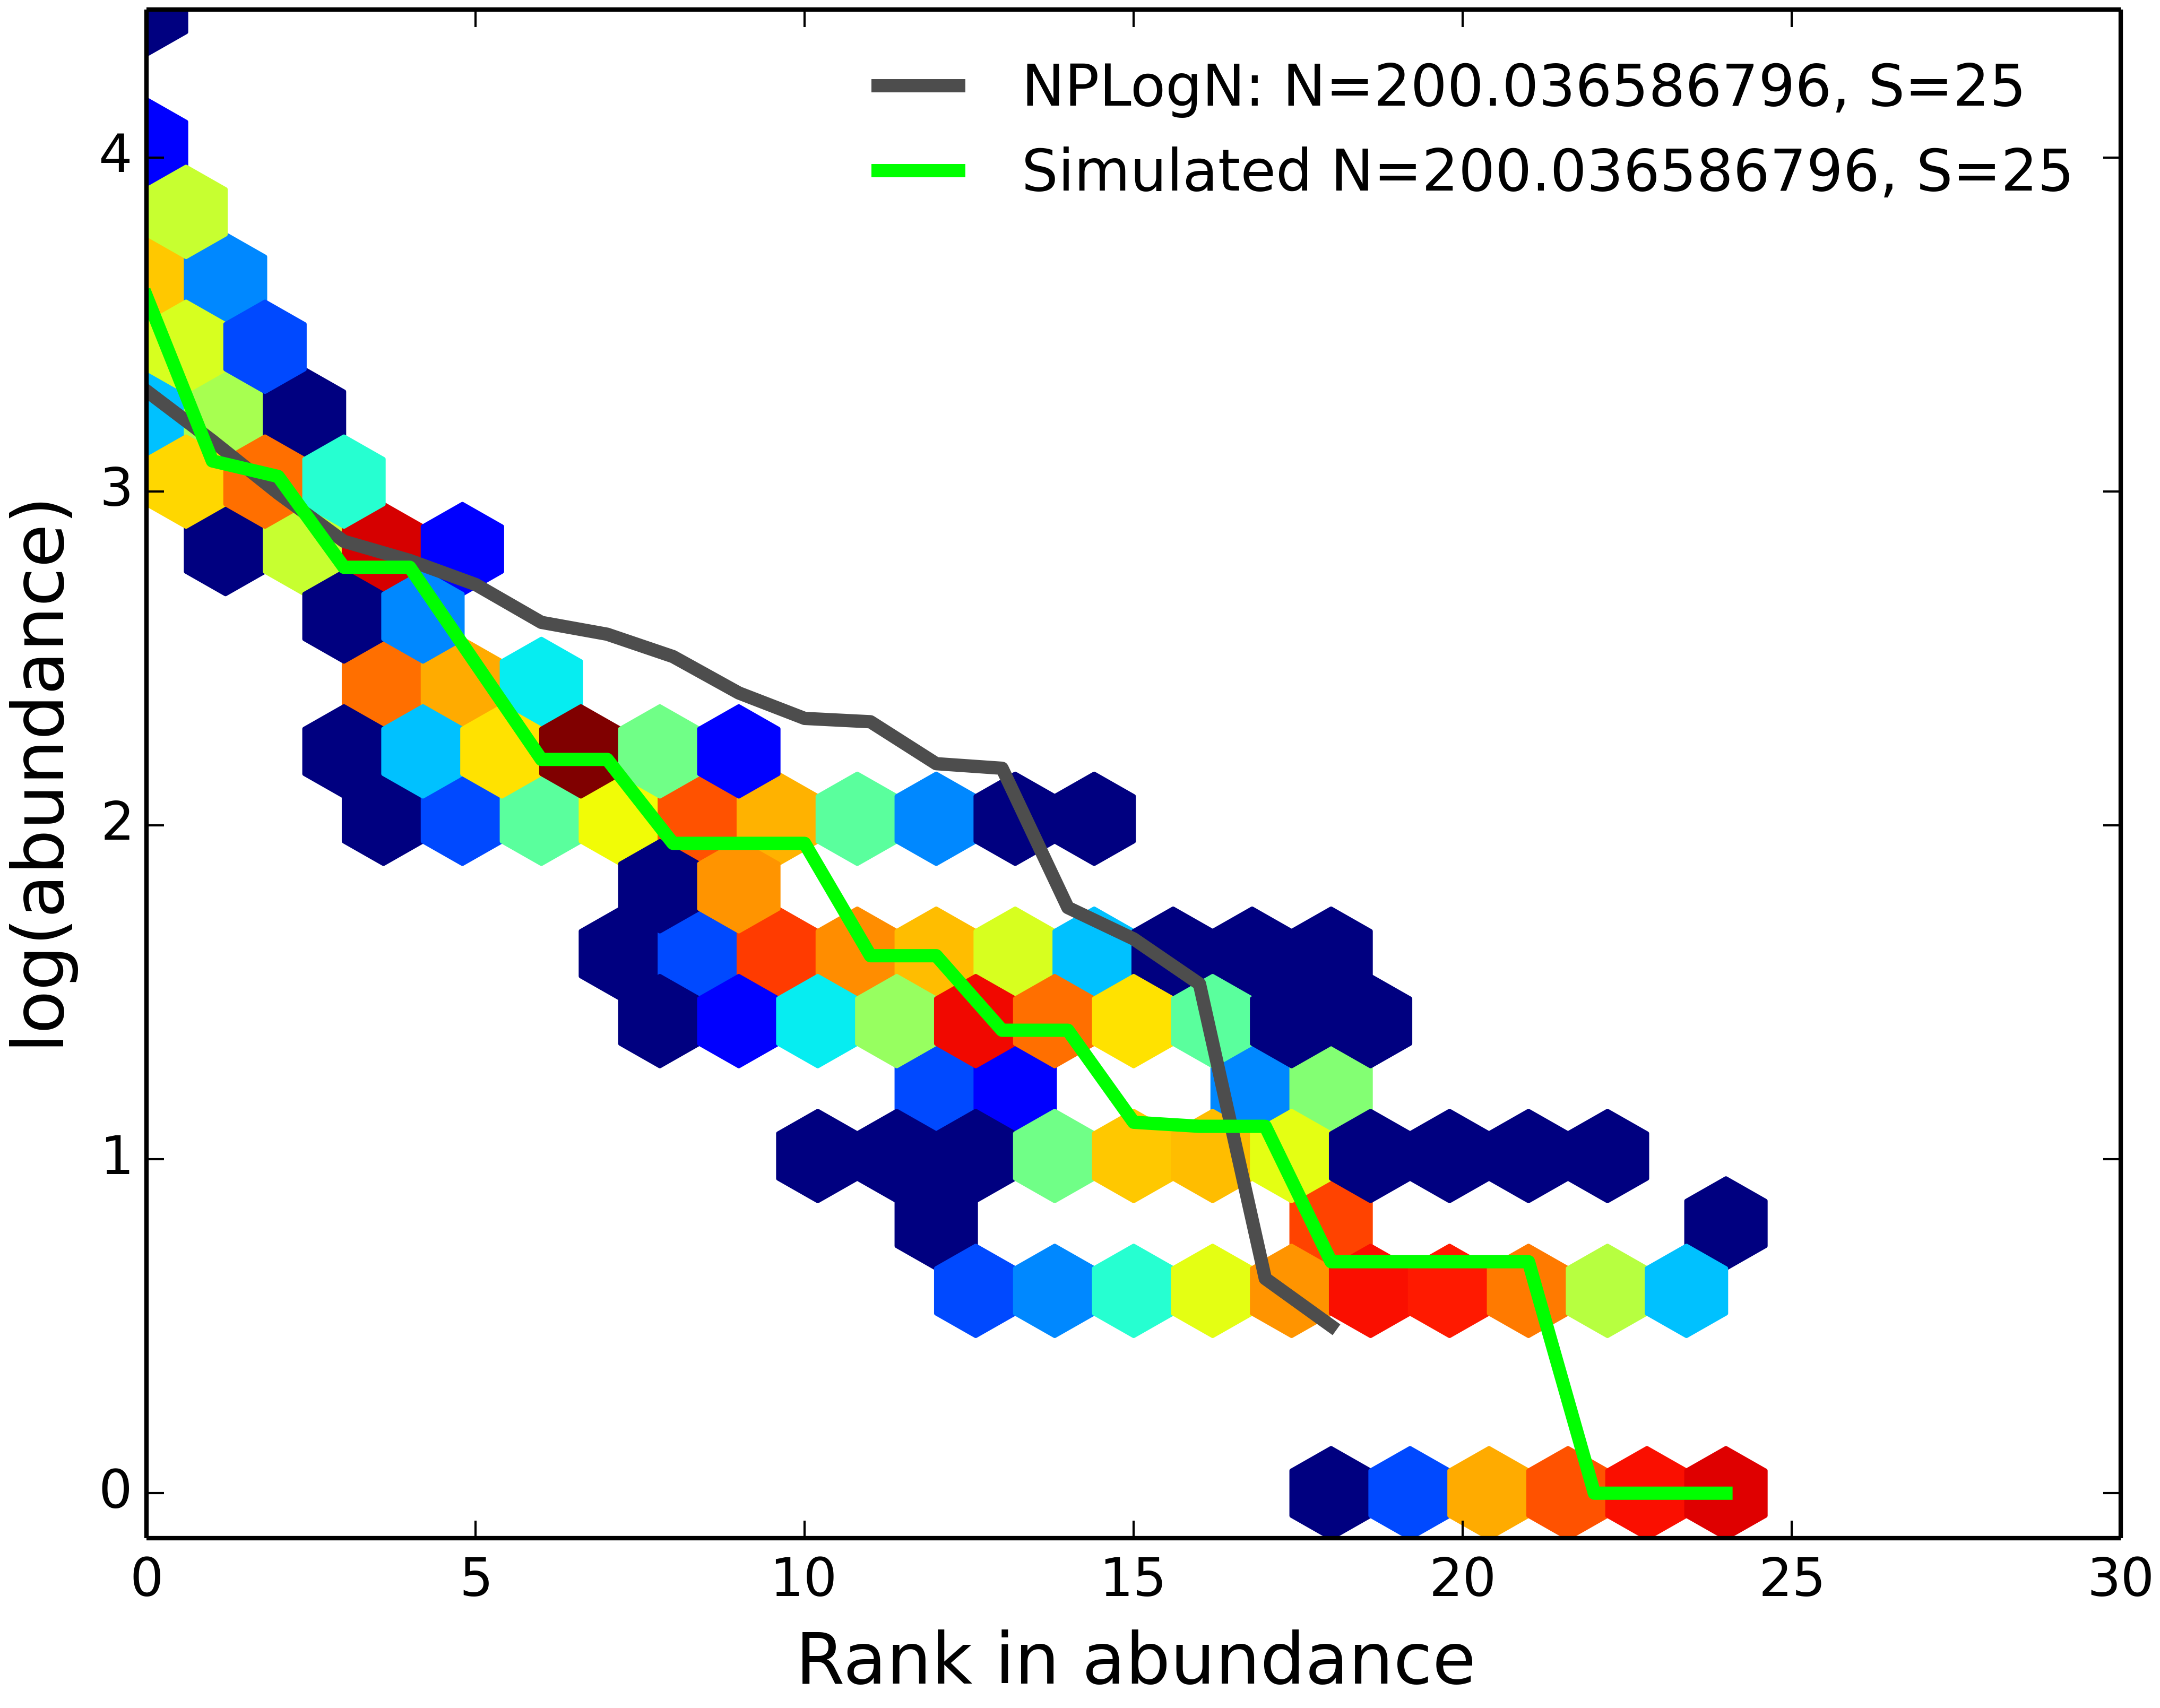 NPLogN: N=200.036586796, S=25
Simulated N=200.036586796, S=25
log(abundance)
4
3
2
1
0
0 5 10 15 20 25 30
Rank in abundance